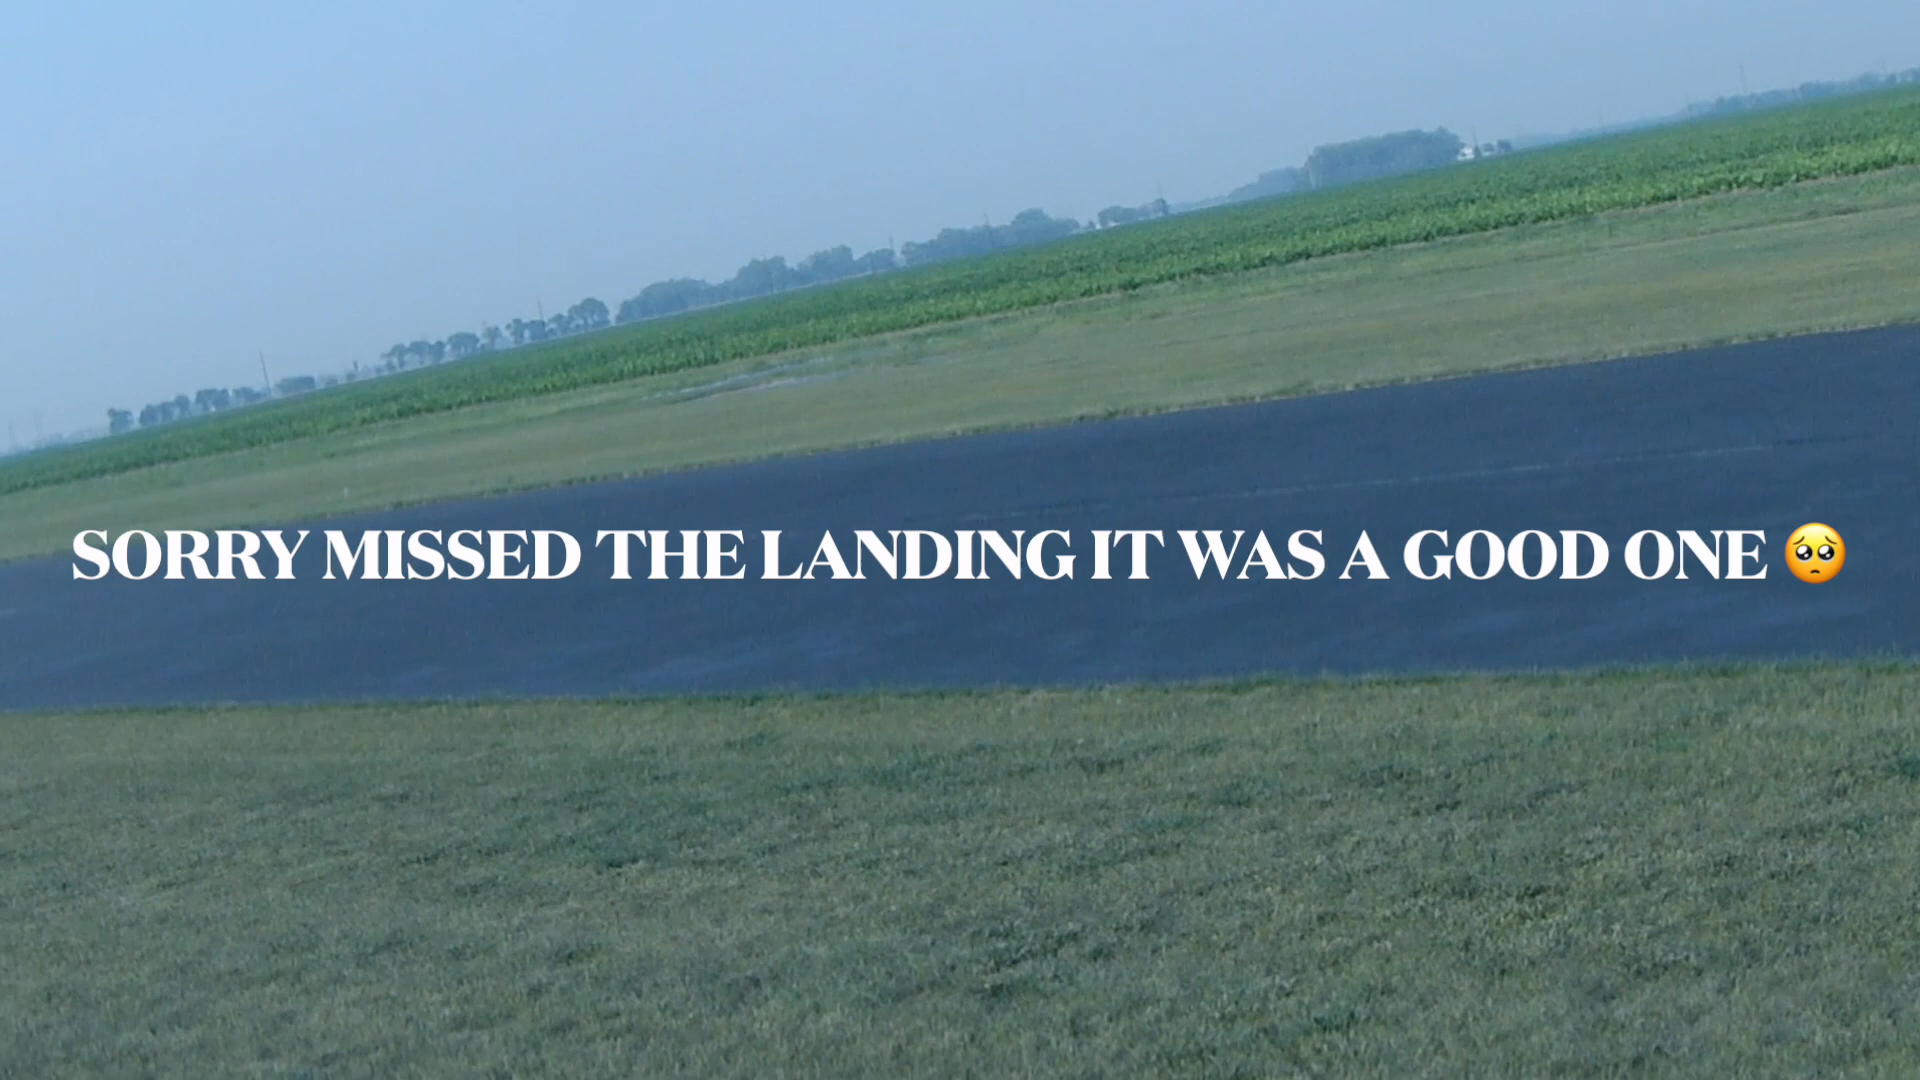 SORRY MISSED THE LANDING IT WAS A GOOD ONE 🥺